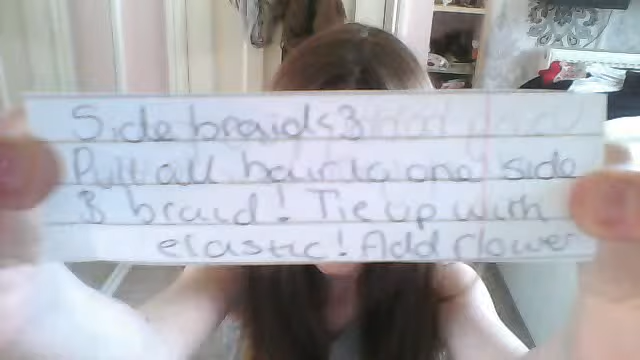 Side braids<3
Pull all hair to one side
& braid! Tie up with
elastic! Add flower